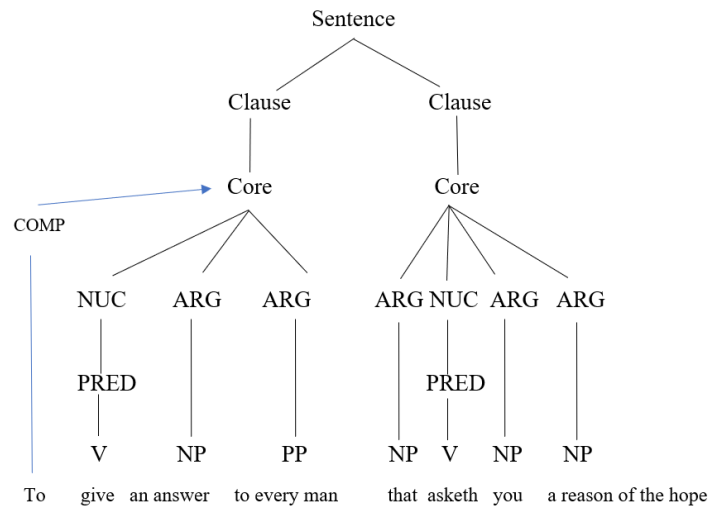 Sentence
Clause Clause
Core Core
COMP
NUC ARG ARG ARG NUC ARG ARG
PRED PRED
V NP PP NP V NP NP
To give an answer to every man that asketh you a reason of the hope